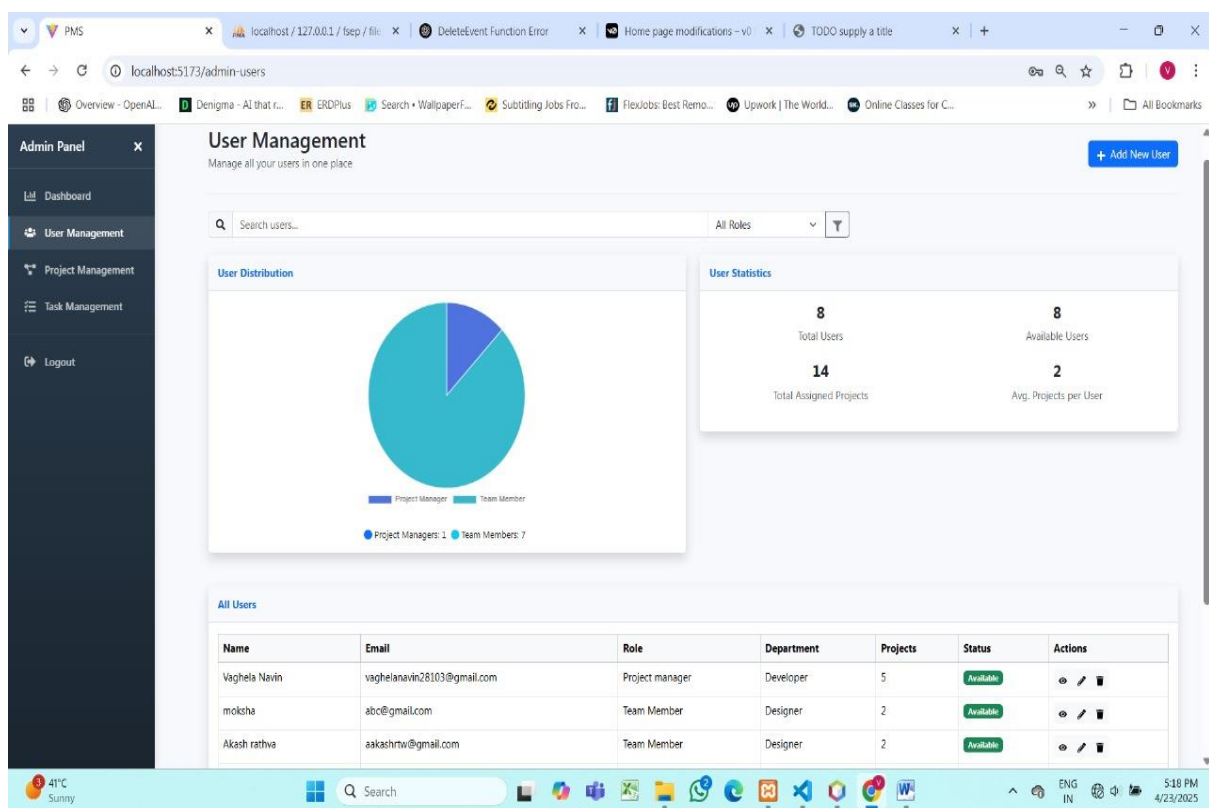 PMS
localhost / 127.0.0.1 / fsep / file
DeleteEvent Function Error
Home page modifications – v0
TODO supply a title
localhost:5173/admin-users
V
Overview - OpenAI...
Denigma - AI that r...
ER ERDPlus
Search • WallpaperF...
Subtitling Jobs Fro...
FlexJobs: Best Remo...
Upwork | The World...
Online Classes for C...
»
All Bookmarks
Admin Panel
User Management
Manage all your users in one place
+ Add New User
Dashboard
User Management
Project Management
Task Management
Logout
Search users...
All Roles
User Distribution
Project Manager Team Member
Project Managers: 1 Team Members: 7
User Statistics
8 8
Total Users Available Users
14 2
Total Assigned Projects Avg. Projects per User
All Users
Name Email Role Department Projects Status Actions
Vaghela Navin vaghelanavin28103@gmail.com Project manager Developer 5 Available
moksha abc@gmail.com Team Member Designer 2 Available
Akash rathva aakashrtw@gmail.com Team Member Designer 2 Available
3 41°C
Sunny
Search
ENG
IN
5:18 PM
4/23/2025